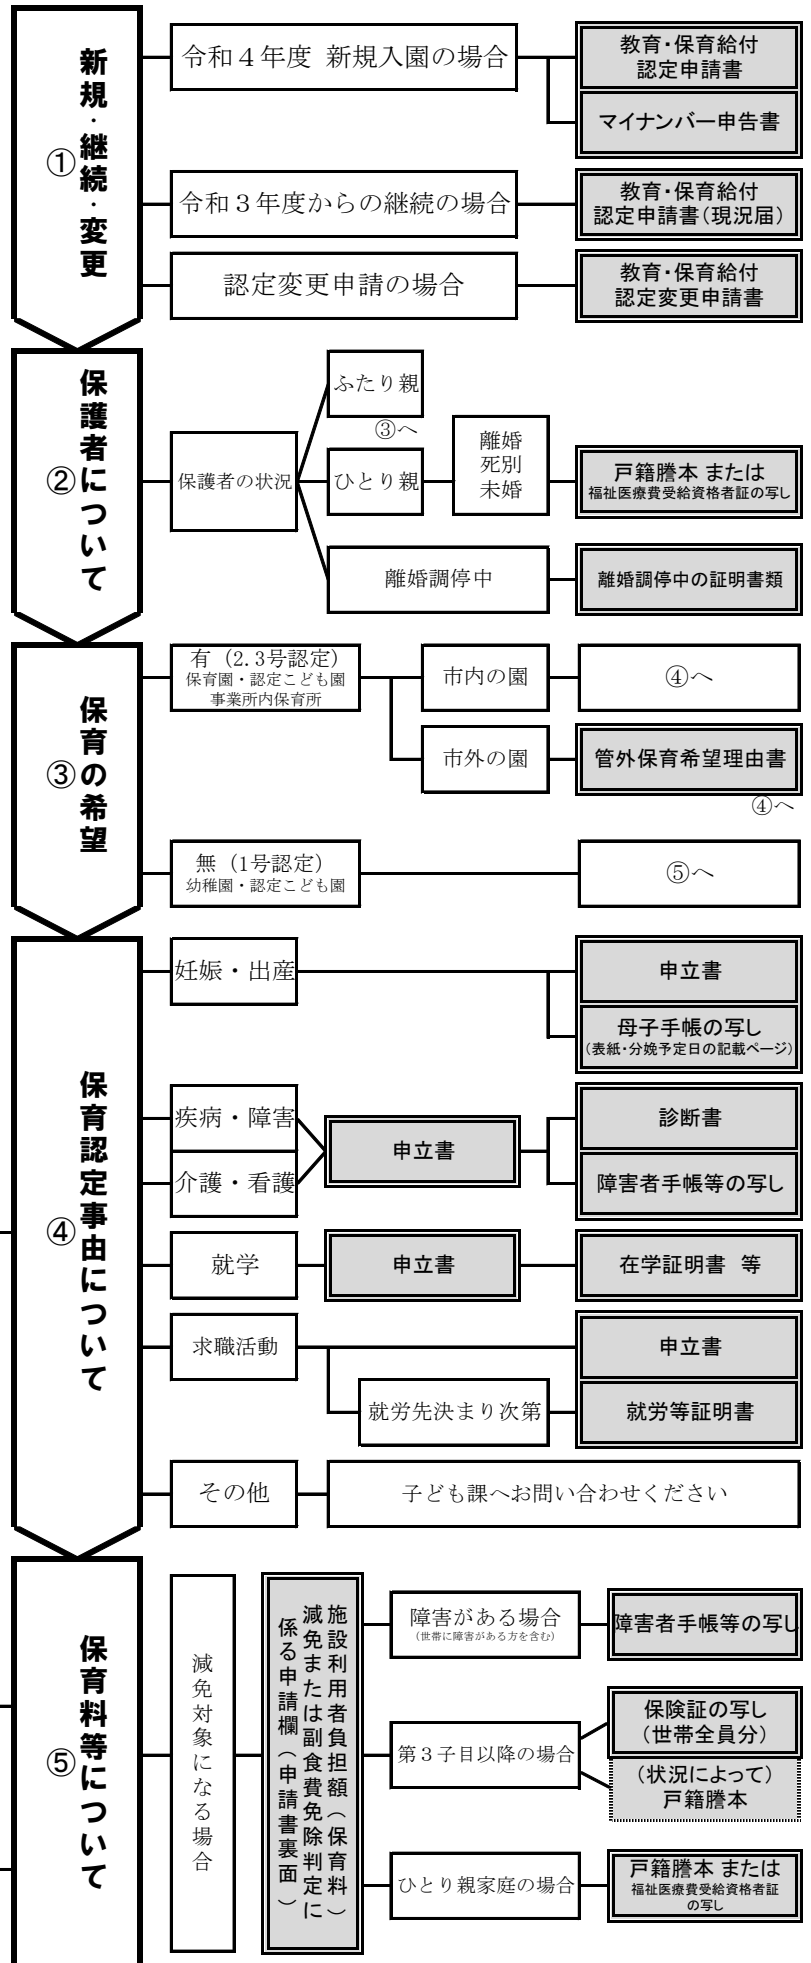 ①新規・継続・変更
令和４年度 新規入園の場合
教育・保育給付
認定申請書
マイナンバー申告書
令和３年度からの継続の場合
教育・保育給付
認定申請書（現況届）
認定変更申請の場合
教育・保育給付
認定変更申請書
②保護者について
保護者の状況
ふたり親
③へ
ひとり親
離婚
死別
未婚
戸籍謄本 または
福祉医療費受給資格者証の写し
離婚調停中
離婚調停中の証明書類
③保育の希望
有（2.3号認定）
保育園・認定こども園
事業所内保育所
市内の園
④へ
市外の園
管外保育希望理由書
④へ
無（1号認定）
幼稚園・認定こども園
⑤へ
④保育認定事由について
妊娠・出産
申立書
母子手帳の写し
（表紙・分娩予定日の記載ページ）
疾病・障害
介護・看護
申立書
診断書
障害者手帳等の写し
就学
申立書
在学証明書 等
求職活動
申立書
就労先決まり次第
就労等証明書
その他
子ども課へお問い合わせください
⑤保育料等について
減免対象になる場合
施設利用者負担額（保育料）
減免または副食費免除判定に
係る申請欄（申請書裏面）
障害がある場合
（世帯に障害がある方を含む）
障害者手帳等の写し
第３子目以降の場合
保険証の写し
（世帯全員分）
（状況によって）
戸籍謄本
ひとり親家庭の場合
戸籍謄本 または
福祉医療費受給資格者証
の写し